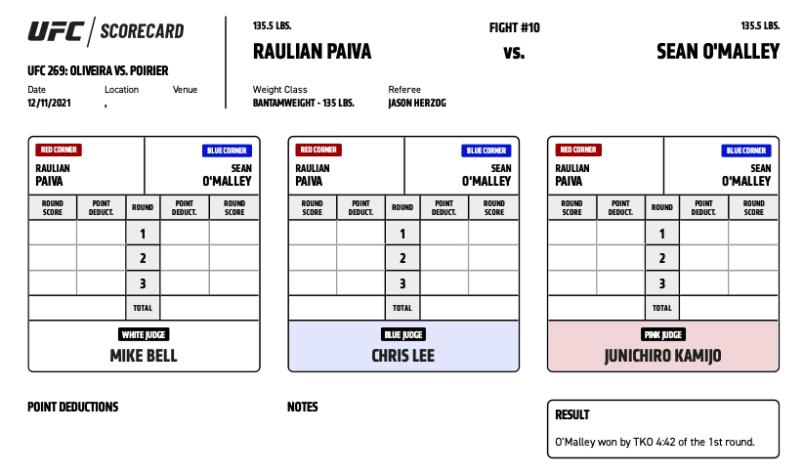 UFC SCORECARD
135.5 LBS. FIGHT #10 135.5 LBS.
RAULIAN PAIVA VS. SEAN O'MALLEY
UFC 269: OLIVEIRA VS. POIRIER
Date Location Venue Weight Class Referee
12/11/2021 , BANTAMWEIGHT - 135 LBS. JASON HERZOG
RED CORNER BLUE CORNER
RAULIAN SEAN
PAIVA O'MALLEY
ROUND SCORE POINT DEDUCT. ROUND POINT DEDUCT. ROUND SCORE
1
2
3
TOTAL
WHITE JUDGE
MIKE BELL
RED CORNER BLUE CORNER
RAULIAN SEAN
PAIVA O'MALLEY
ROUND SCORE POINT DEDUCT. ROUND POINT DEDUCT. ROUND SCORE
1
2
3
TOTAL
BLUE JUDGE
CHRIS LEE
RED CORNER BLUE CORNER
RAULIAN SEAN
PAIVA O'MALLEY
ROUND SCORE POINT DEDUCT. ROUND POINT DEDUCT. ROUND SCORE
1
2
3
TOTAL
PINK JUDGE
JUNICHIRO KAMIJO
POINT DEDUCTIONS
NOTES
RESULT
O'Malley won by TKO 4:42 of the 1st round.